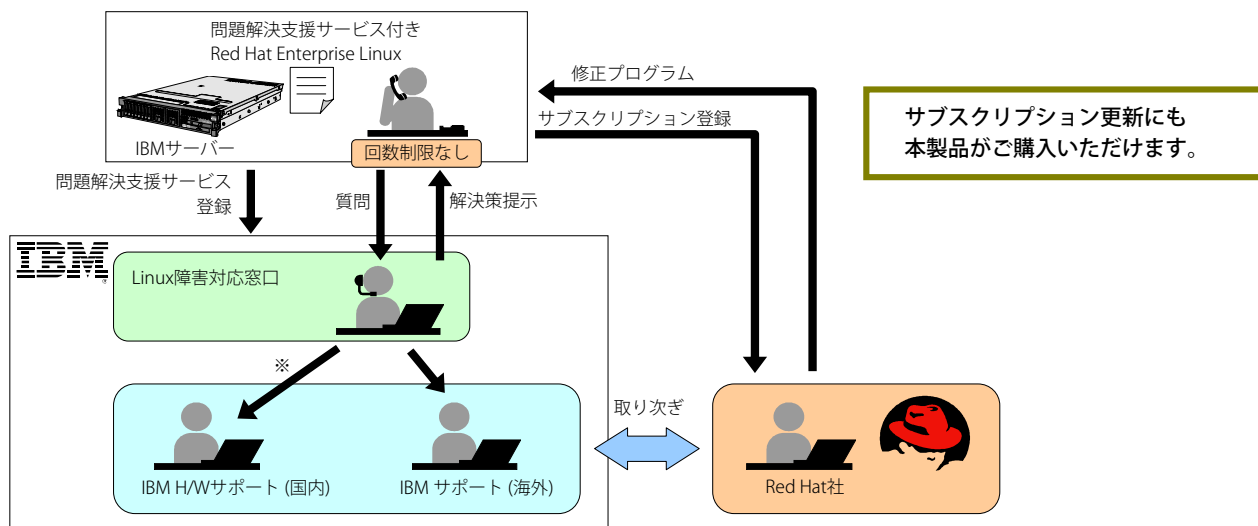 問題解決支援サービス付き
Red Hat Enterprise Linux
IBMサーバー
回数制限なし
修正プログラム
サブスクリプション登録
サブスクリプション更新にも
本製品がご購入いただけます。
問題解決支援サービス
登録
質問
解決策提示
IBM
Linux障害対応窓口
※
取り次ぎ
IBM H/Wサポート (国内)
IBM サポート (海外)
Red Hat社